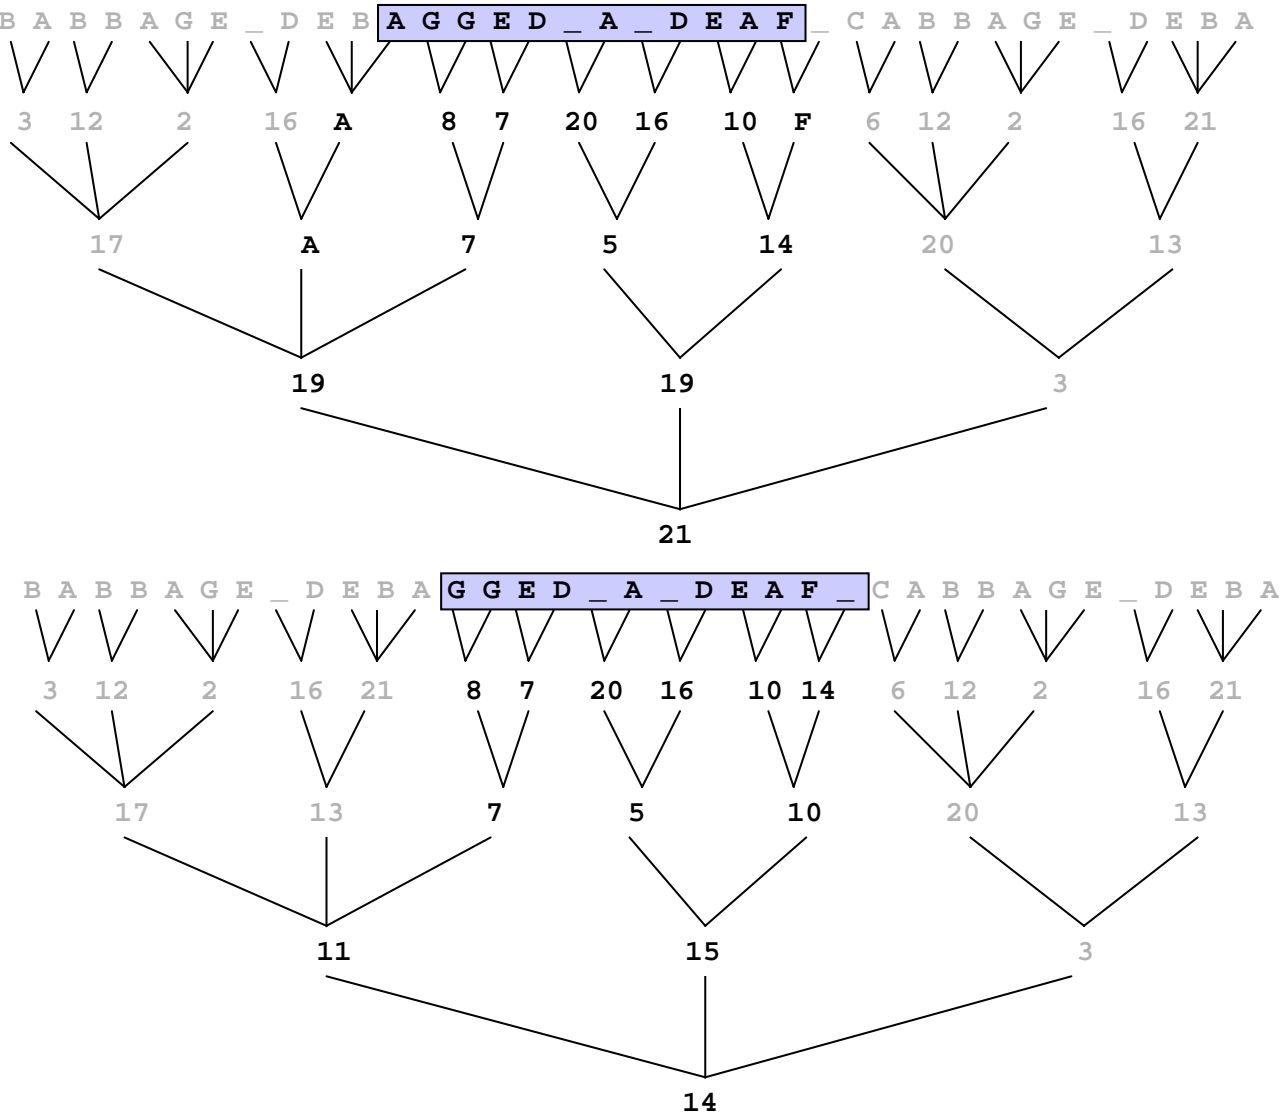 B A B B A G E _ D E B A G G E D _ A _ D E A F _ C A B B A G E _ D E B A
3 12 2 16 A 8 7 20 16 10 F 6 12 2 16 21
17 A 7 5 14 20 13
19 19 3
21
B A B B A G E _ D E B A G G E D _ A _ D E A F _ C A B B A G E _ D E B A
3 12 2 16 21 8 7 20 16 10 14 6 12 2 16 21
17 13 7 5 10 20 13
11 15 3
14